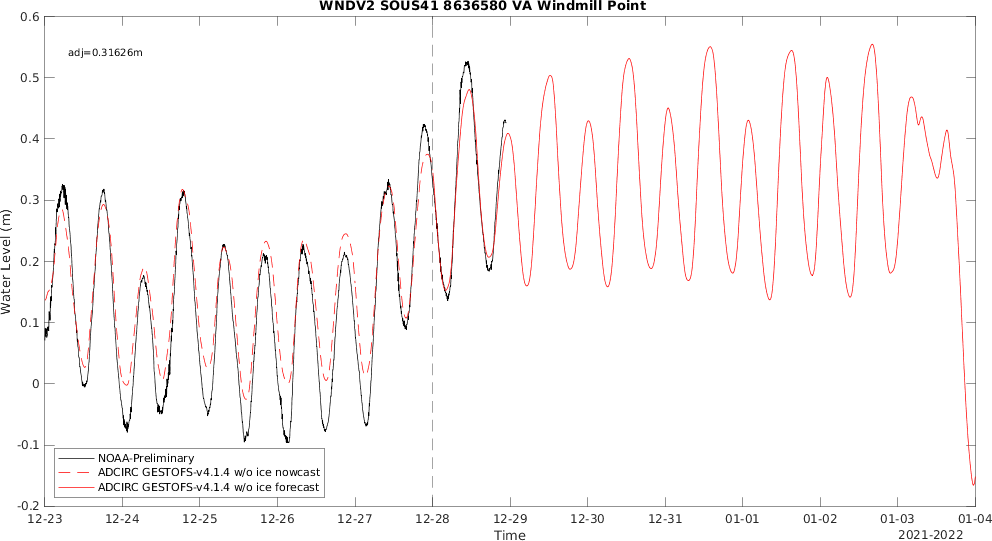 WNDV2 SOUS41 8636580 VA Windmill Point
0.6
0.5
0.4
0.3
0.2
0.1
0
-0.1
-0.2
Water Level (m)
adj=0.31626m
NOAA-Preliminary
ADCIRC GESTOFS-v4.1.4 w/o ice nowcast
ADCIRC GESTOFS-v4.1.4 w/o ice forecast
12-23 12-24 12-25 12-26 12-27 12-28 12-29 12-30 12-31 01-01 01-02 01-03 01-04
Time
2021-2022